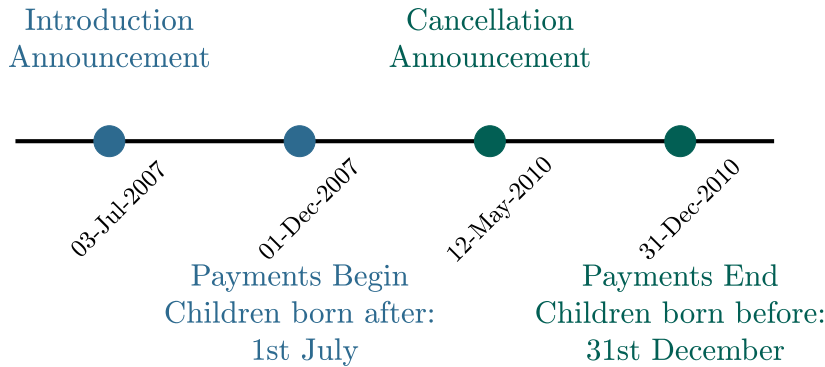 Introduction
Announcement
Cancellation
Announcement
03-Jul-2007
01-Dec-2007
12-May-2010
31-Dec-2010
Payments Begin
Children born after:
1st July
Payments End
Children born before:
31st December